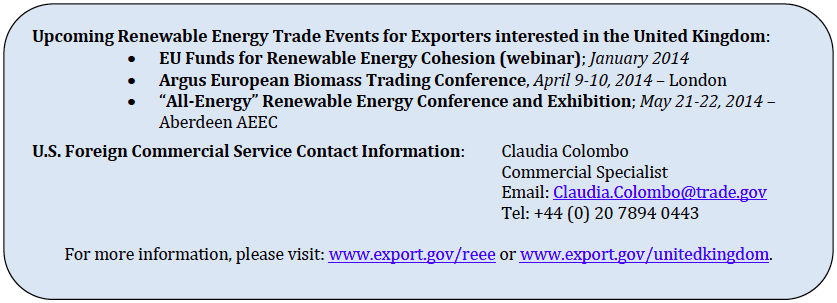 Upcoming Renewable Energy Trade Events for Exporters interested in the United Kingdom:
• EU Funds for Renewable Energy Cohesion (webinar); January 2014
• Argus European Biomass Trading Conference, April 9-10, 2014 – London
• “All-Energy” Renewable Energy Conference and Exhibition; May 21-22, 2014 –
Aberdeen AEEC
U.S. Foreign Commercial Service Contact Information: Claudia Colombo
Commercial Specialist
Email: Claudia.Colombo@trade.gov
Tel: +44 (0) 20 7894 0443
For more information, please visit: www.export.gov/reee or www.export.gov/unitedkingdom.